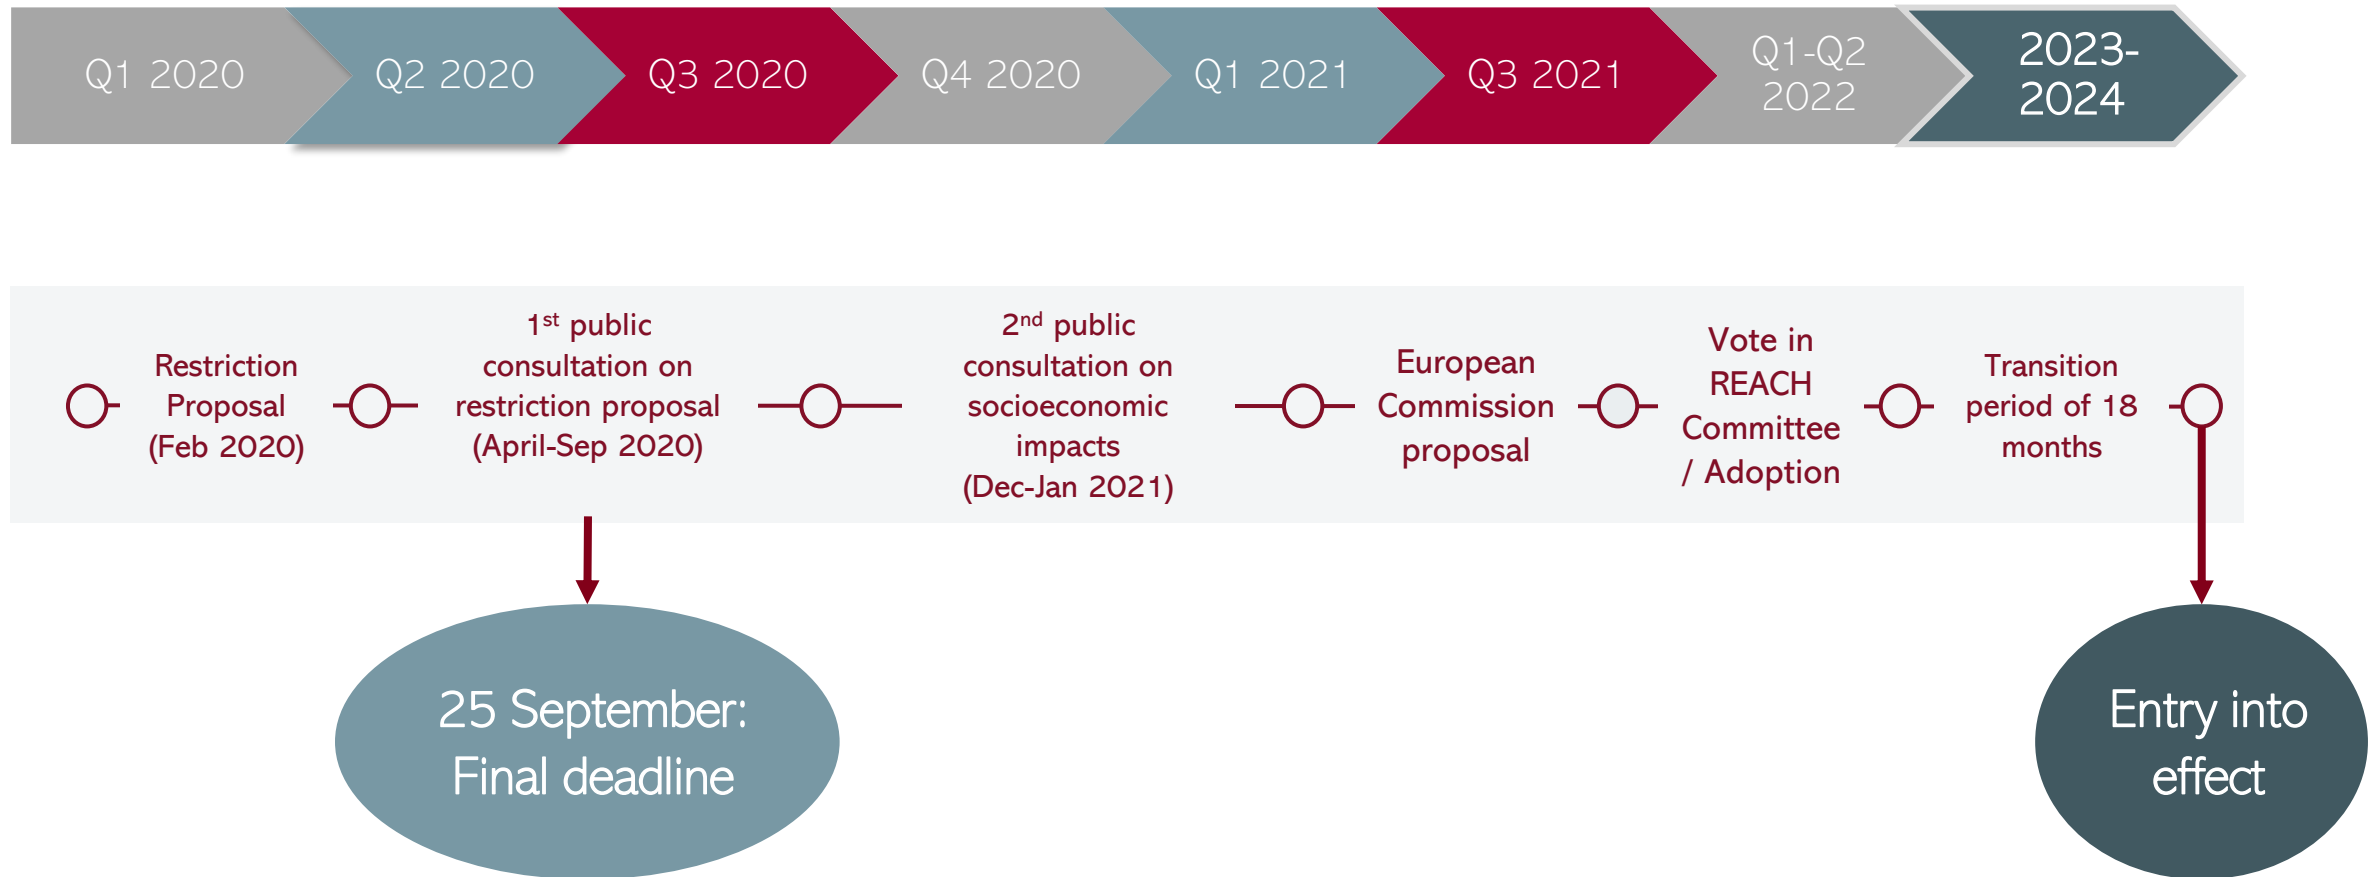 Q1 2020
Q2 2020
Q3 2020
Q4 2020
Q1 2021
Q3 2021
Q1-Q2
2022
2023-
2024
Restriction
Proposal
(Feb 2020)
1st public
consultation on
restriction proposal
(April-Sep 2020)
2nd public
consultation on
socioeconomic
impacts
(Dec-Jan 2021)
European
Commission
proposal
Vote in
REACH
Committee
/ Adoption
Transition
period of 18
months
25 September:
Final deadline
Entry into
effect